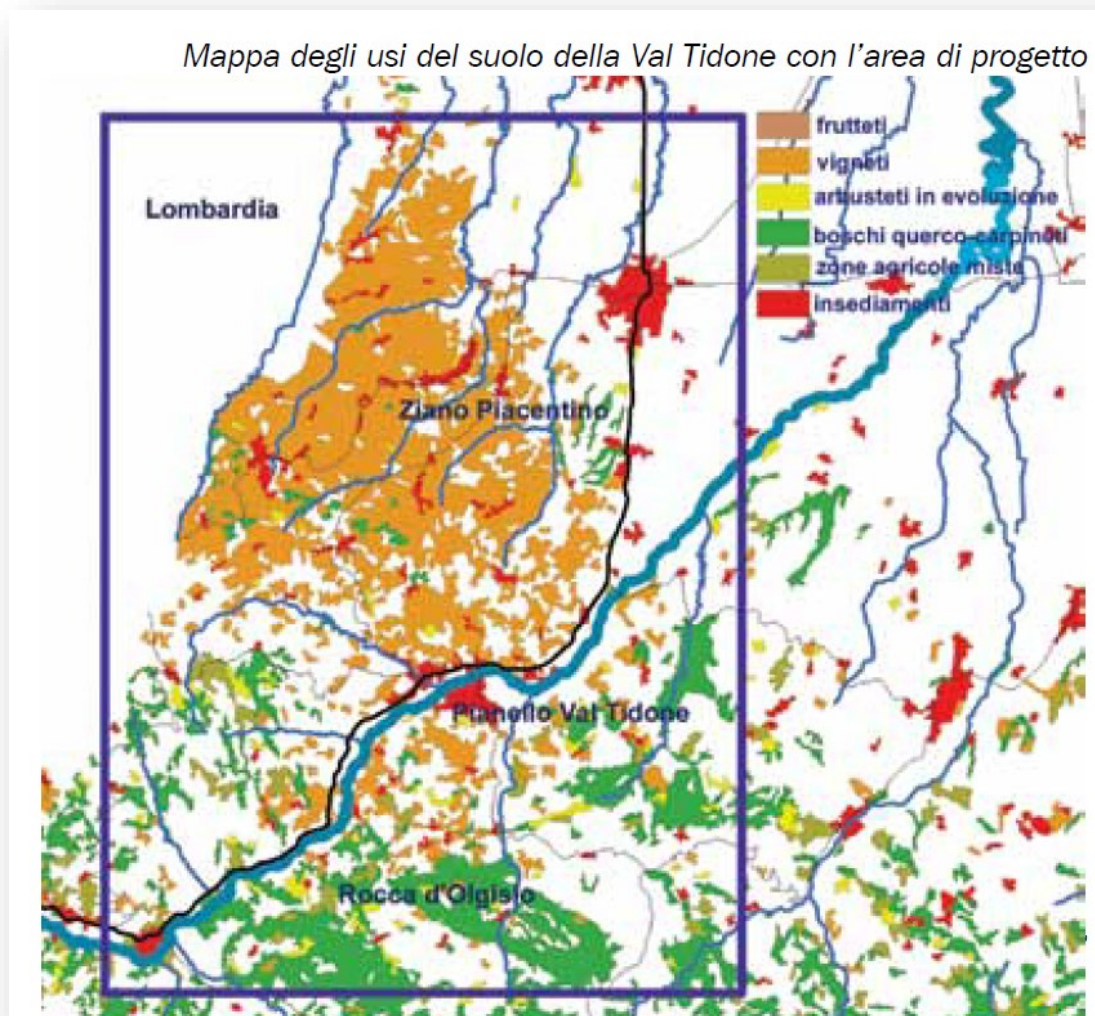 Mappa degli usi del suolo della Val Tidone con l'area di progetto
frutteti
vigneti
arbusteti in evoluzione
boschi querco-carpineti
zone agricole miste
insediamenti
Lombardia
Ziano Piacentino
Pianello Val Tidone
Rocca d'Olgisio